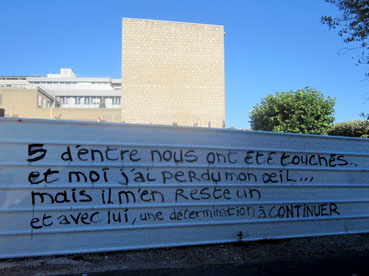 5 d'entre nous ont été touchés..
et moi j'ai perdu mon œil...
mais il m'en reste un
et avec lui, une détermination à CONTINUER